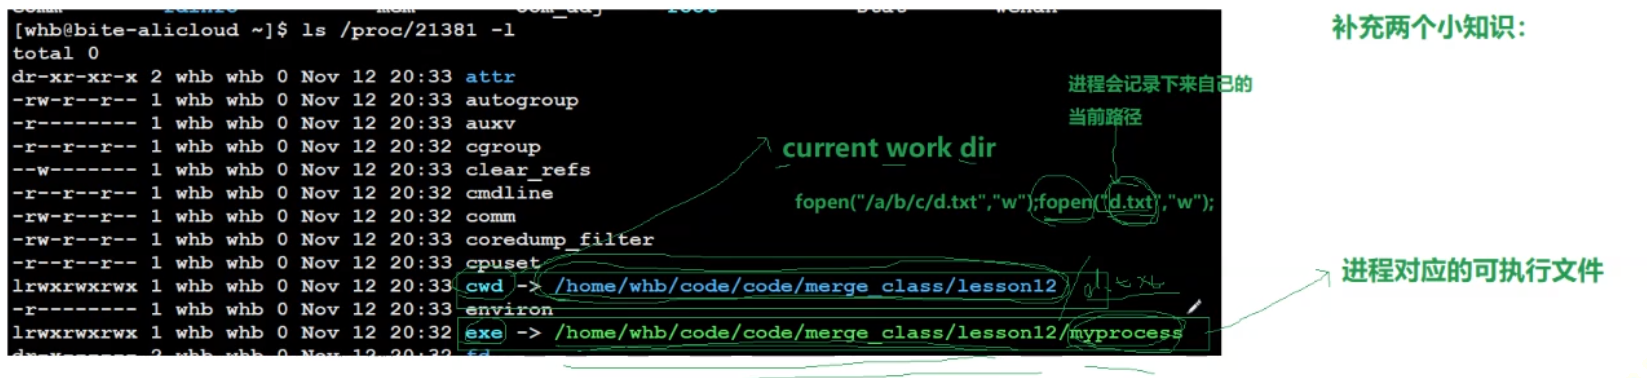 [whb@bite-alicloud ~]$ ls /proc/21381 -l
total 0
dr-xr-xr-x 2 whb whb 0 Nov 12 20:33 attr
-rw-r--r-- 1 whb whb 0 Nov 12 20:33 autogroup
-r-------- 1 whb whb 0 Nov 12 20:33 auxv
-r--r--r-- 1 whb whb 0 Nov 12 20:32 cgroup
--w------- 1 whb whb 0 Nov 12 20:33 clear_refs
-r--r--r-- 1 whb whb 0 Nov 12 20:32 cmdline
-rw-r--r-- 1 whb whb 0 Nov 12 20:32 comm
-rw-r--r-- 1 whb whb 0 Nov 12 20:33 coredump_filter
-r--r--r-- 1 whb whb 0 Nov 12 20:33 cpuset
lrwxrwxrwx 1 whb whb 0 Nov 12 20:33 cwd -> /home/whb/code/code/merge_class/lesson12
-r-------- 1 whb whb 0 Nov 12 20:33 environ
lrwxrwxrwx 1 whb whb 0 Nov 12 20:32 exe -> /home/whb/code/code/merge_class/lesson12/myprocess
补充两个小知识：
进程会记录下来自己的
当前路径
current work dir
fopen("/a/b/c/d.txt","w");fopen("d.txt","w");
进程对应的可执行文件